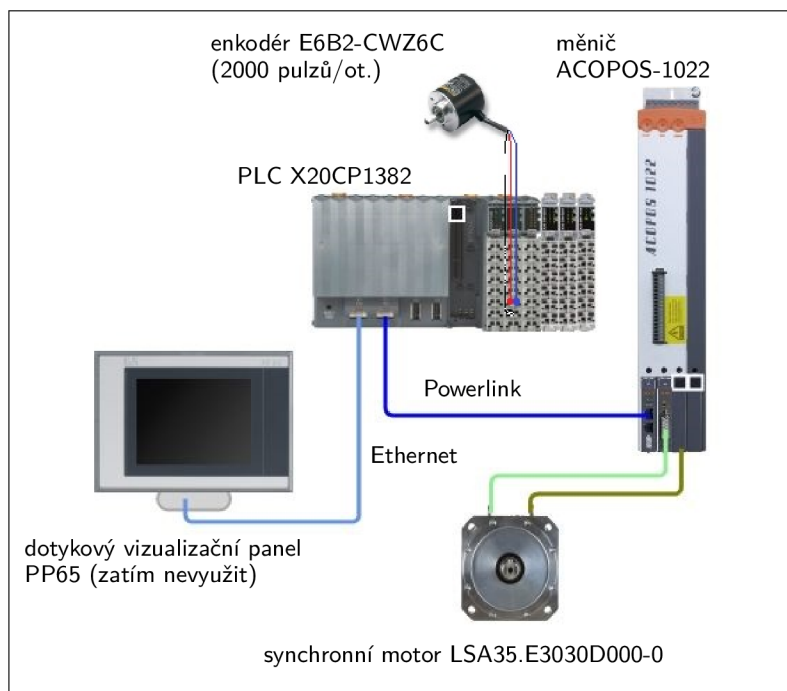 enkodér E6B2-CWZ6C
(2000 pulzů/ot.)
měnič
ACOPOS-1022
PLC X20CP1382
ACOPOS 1022
Powerlink
Ethernet
dotykový vizualizační panel
PP65 (zatím nevyužit)
synchronní motor LSA35.E3030D000-0